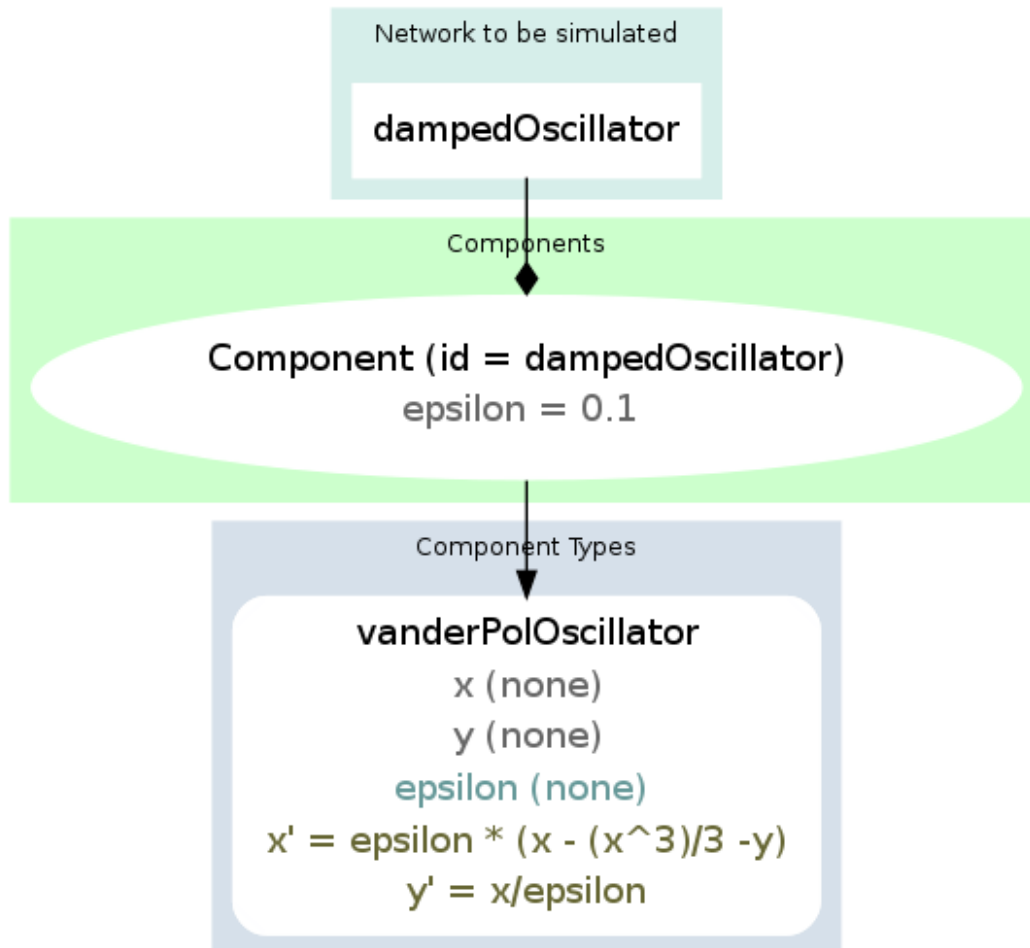 Network to be simulated
dampedOscillator
Components
Component (id = dampedOscillator)
epsilon = 0.1
Component Types
vanderPolOscillator
x (none)
y (none)
epsilon (none)
x' = epsilon * (x - (x^3)/3 -y)
y' = x/epsilon